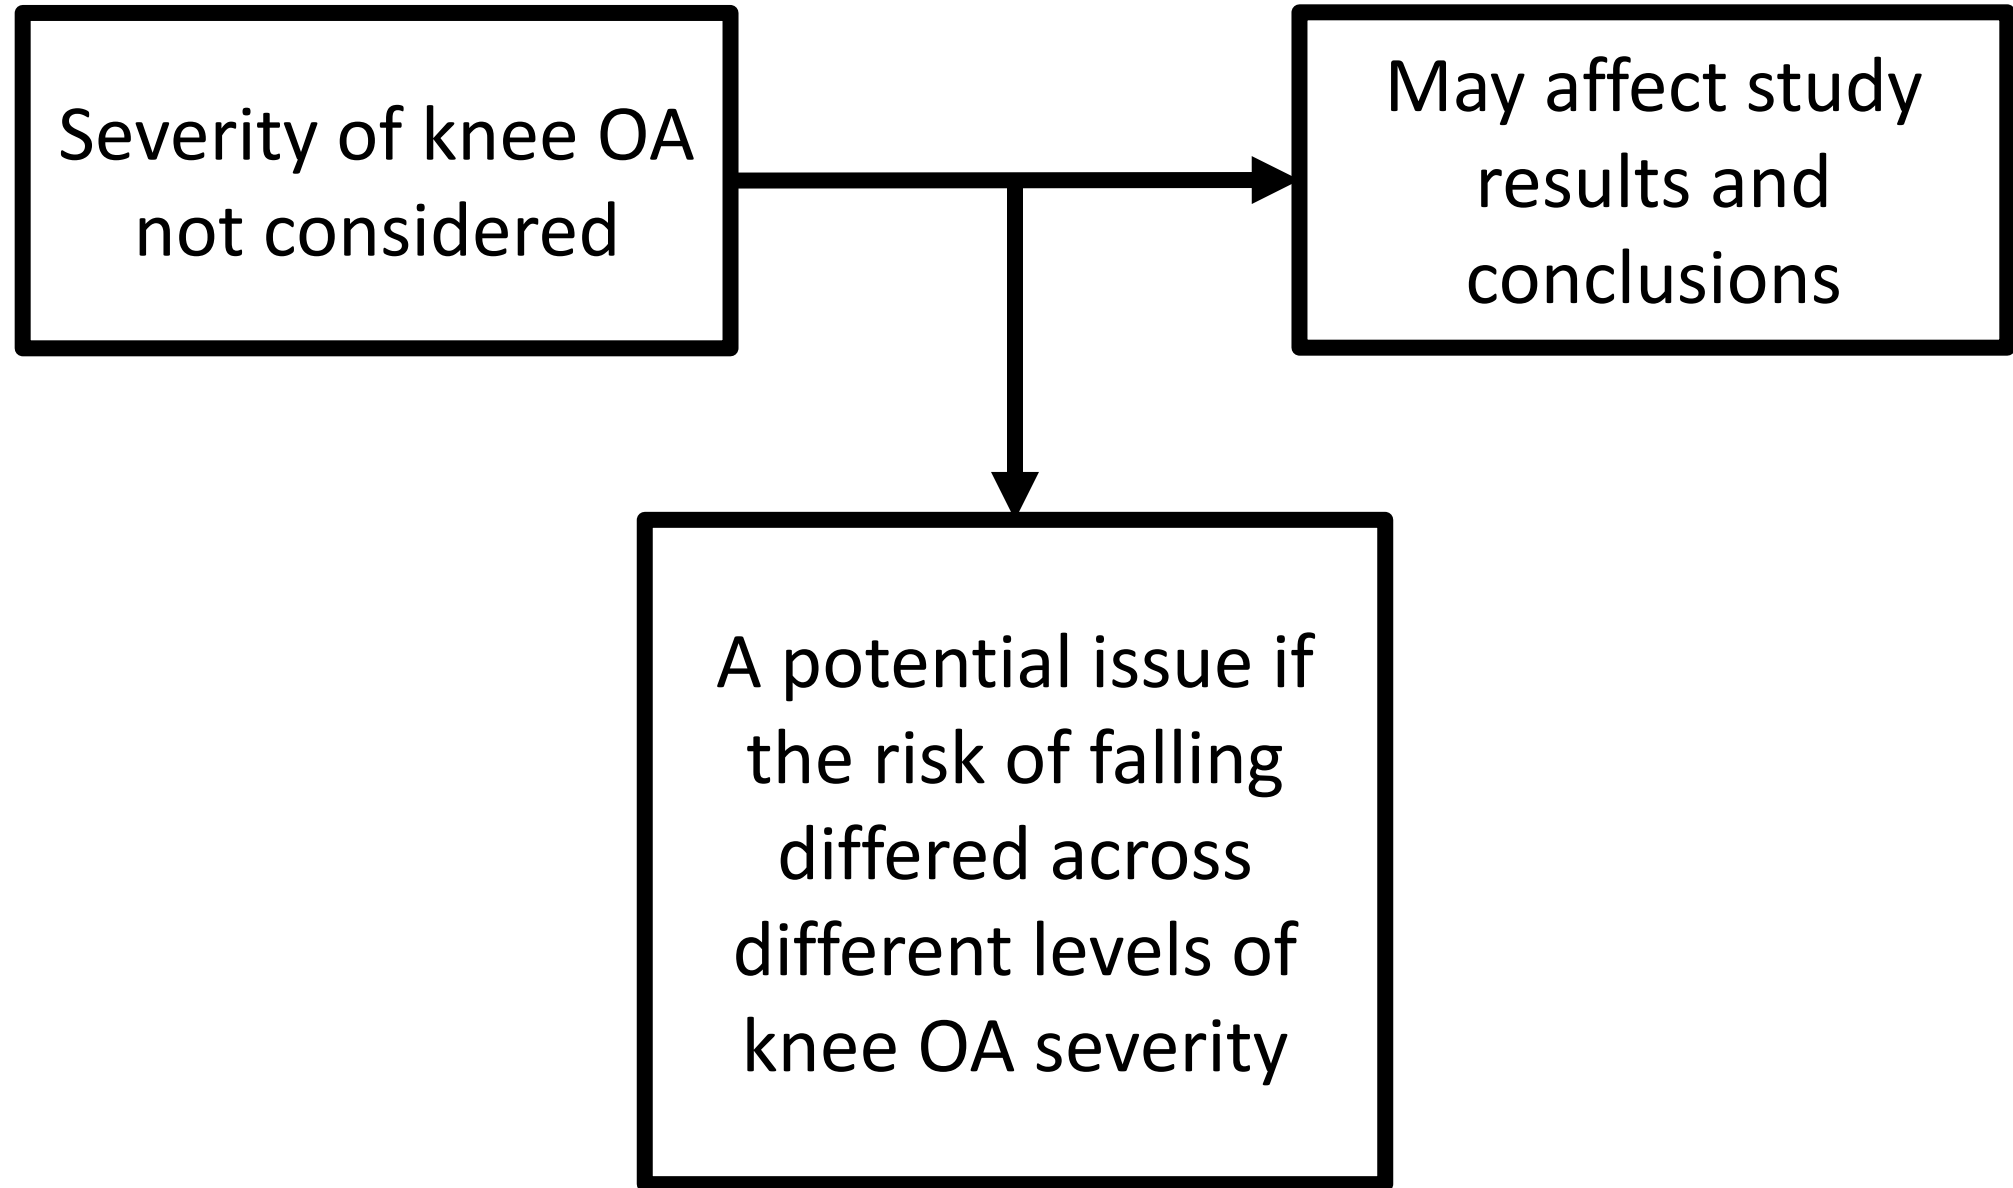 Severity of knee OA
not considered
May affect study
results and
conclusions
A potential issue if
the risk of falling
differed across
different levels of
knee OA severity